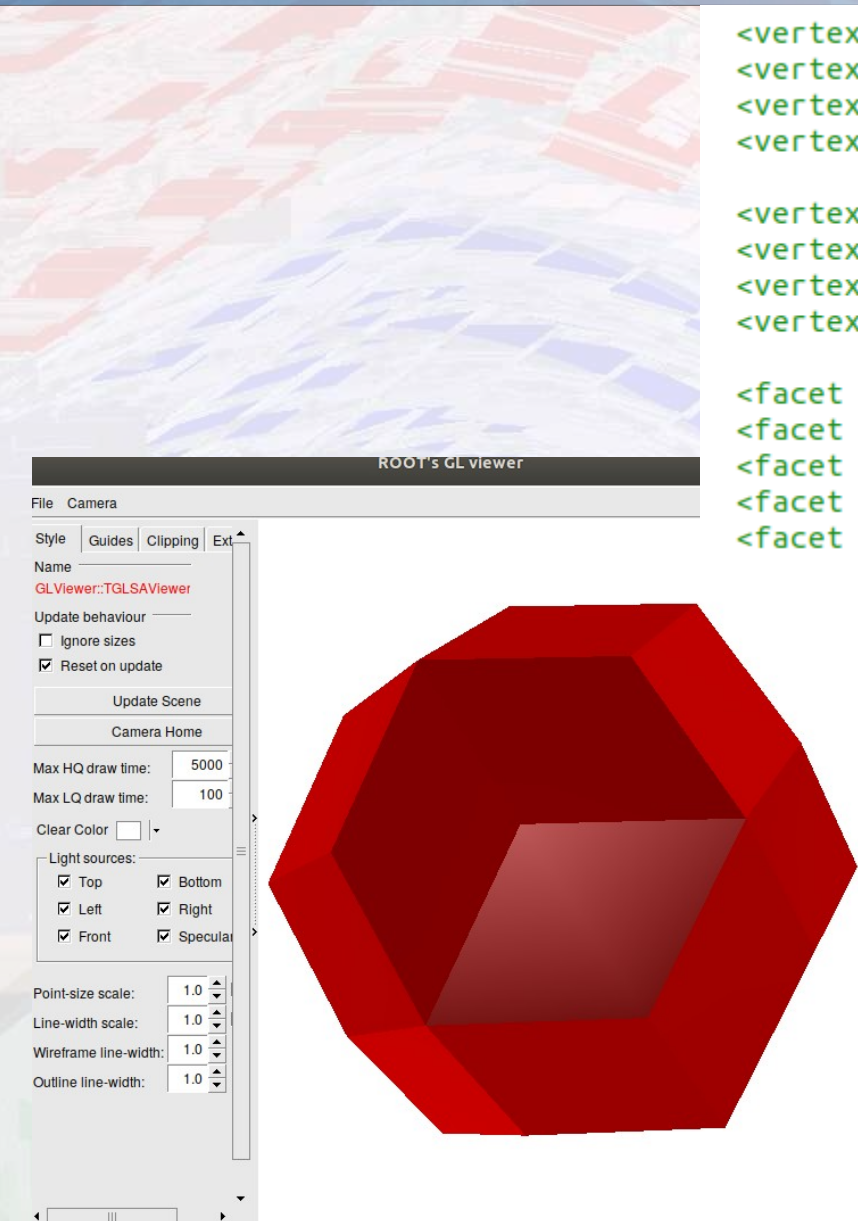 <vertex
<vertex
<vertex
<vertex
<vertex
<vertex
<vertex
<vertex
<facet
<facet
<facet
<facet
<facet
ROOT's GL viewer
File Camera
Style Guides Clipping Ext
Name
GLViewer::TGLSAViewer
Update behaviour
Ignore sizes
Reset on update
Update Scene
Camera Home
Max HQ draw time: 5000
Max LQ draw time: 100
Clear Color
Light sources:
Top Bottom
Left Right
Front Specular
Point-size scale: 1.0
Line-width scale: 1.0
Wireframe line-width: 1.0
Outline line-width: 1.0